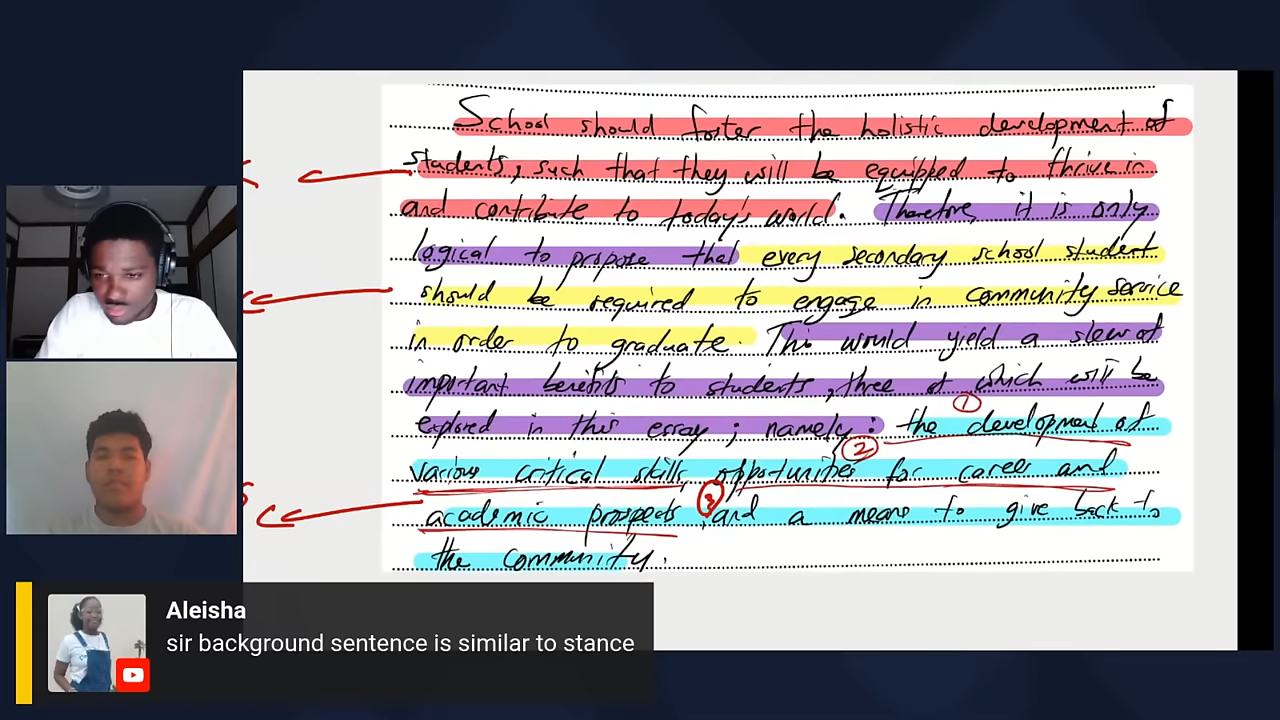 School should foster the holistic development of
students, such that they will be equipped to thrive in
and contribute to today's world. Therefore, it is only
logical to propose that every secondary school student
should be required to engage in community service
in order to graduate. This would yield a slew of
important benefits to students, three of which will be
explored in this essay; namely: the development of
1
various critical skills, opportunities for career and
2
academic prospects, and a means to give back to
3
the community.
Aleisha
sir background sentence is similar to stance